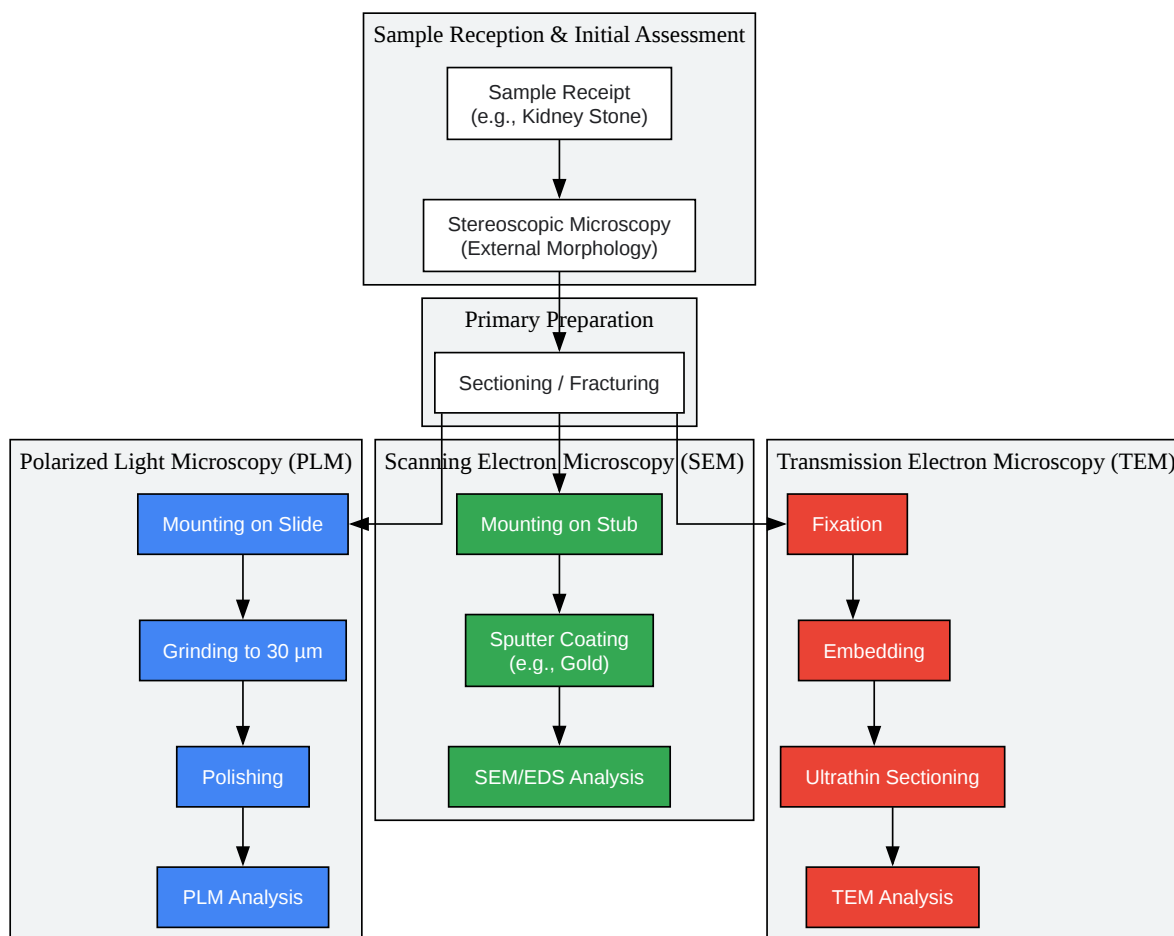 Sample Reception & Initial Assessment
Sample Receipt
(e.g., Kidney Stone)
Stereoscopic Microscopy
(External Morphology)
Primary Preparation
Sectioning / Fracturing
Polarized Light Microscopy (PLM)
Mounting on Slide
Grinding to 30 µm
Polishing
PLM Analysis
Scanning Electron Microscopy (SEM)
Mounting on Stub
Sputter Coating
(e.g., Gold)
SEM/EDS Analysis
Transmission Electron Microscopy (TEM)
Fixation
Embedding
Ultrathin Sectioning
TEM Analysis